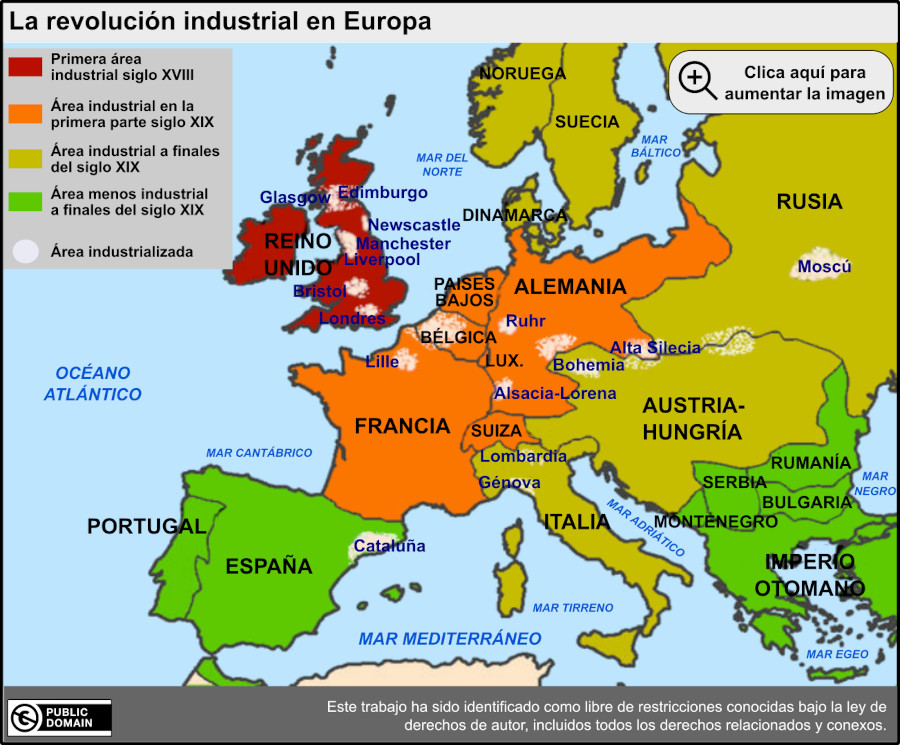 La revolución industrial en Europa
Primera área
industrial siglo XVIII
Área industrial en la
primera parte siglo XIX
Área industrial a finales
del siglo XIX
Área menos industrial
a finales del siglo XIX
Área industrializada
Clica aquí para
aumentar la imagen
NORUEGA
SUECIA
MAR
BÁLTICO
MAR DEL
NORTE
RUSIA
Glasgow
Edimburgo
DINAMARCA
Newscastle
REINO
UNIDO
Manchester
Liverpool
Moscú
Bristol
PAISES
BAJOS
ALEMANIA
Londres
Ruhr
BÉLGICA
Alta Silecia
Lille
LUX.
Bohemia
OCÉANO
ATLÁNTICO
Alsacia-Lorena
AUSTRIA-
HUNGRÍA
FRANCIA
SUIZA
MAR CANTÁBRICO
Lombardia
RUMANÍA
Génova
SERBIA
MAR
NEGRO
BULGARIA
PORTUGAL
ITALIA
MAR ADRIÁTICO
MONTENEGRO
Cataluña
ESPAÑA
IMPERIO
OTOMANO
MAR TIRRENO
MAR MEDITERRÁNEO
MAR EGEO
PUBLIC
DOMAIN
Este trabajo ha sido identificado como libre de restricciones conocidas bajo la ley de
derechos de autor, incluidos todos los derechos relacionados y conexos.